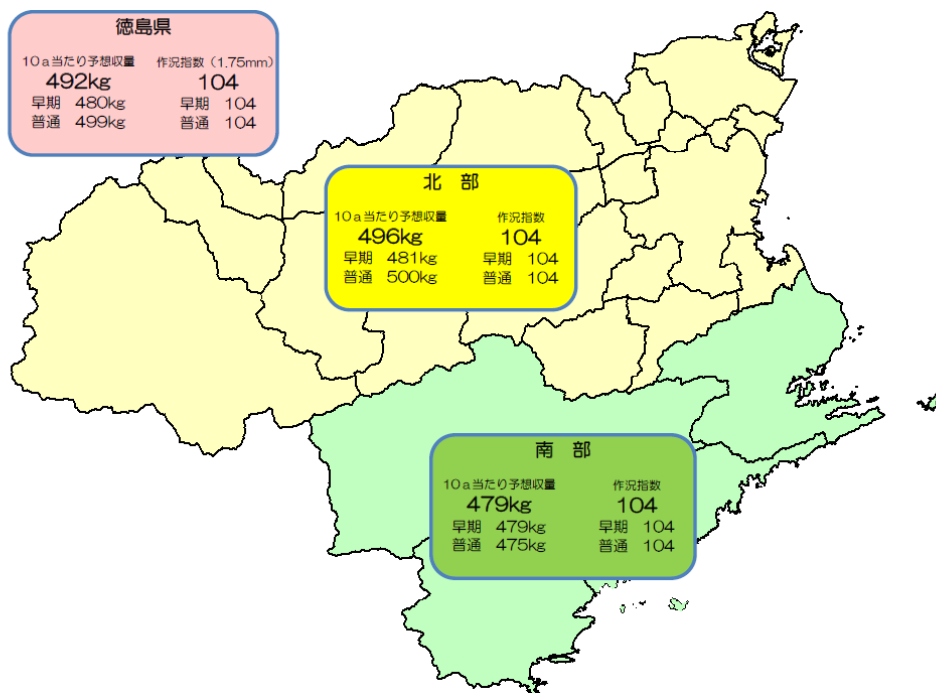 徳島県
10a当たり予想収量 作況指数（1.75mm）
492kg 104
早期 480kg 早期 104
普通 499kg 普通 104
北 部
10a当たり予想収量 作況指数
496kg 104
早期 481kg 早期 104
普通 500kg 普通 104
南 部
10a当たり予想収量 作況指数
479kg 104
早期 479kg 早期 104
普通 475kg 普通 104